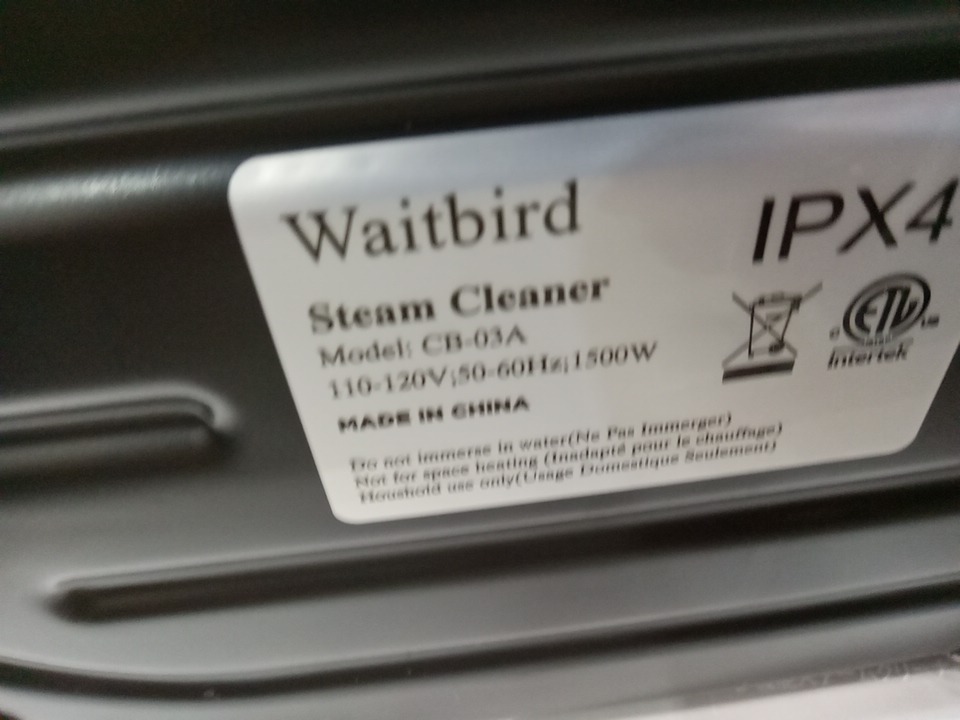 Waitbird
IPX4
Steam Cleaner
Model: CB-03A
110-120V;50-60Hz;1500W
MADE IN CHINA
ETL
Intertek
Do not immerse in water(Ne Pas Immerger)
Not for space heating (Inadapté pour le chauffage)
Houshold use only(Usage Domestique Seulement)